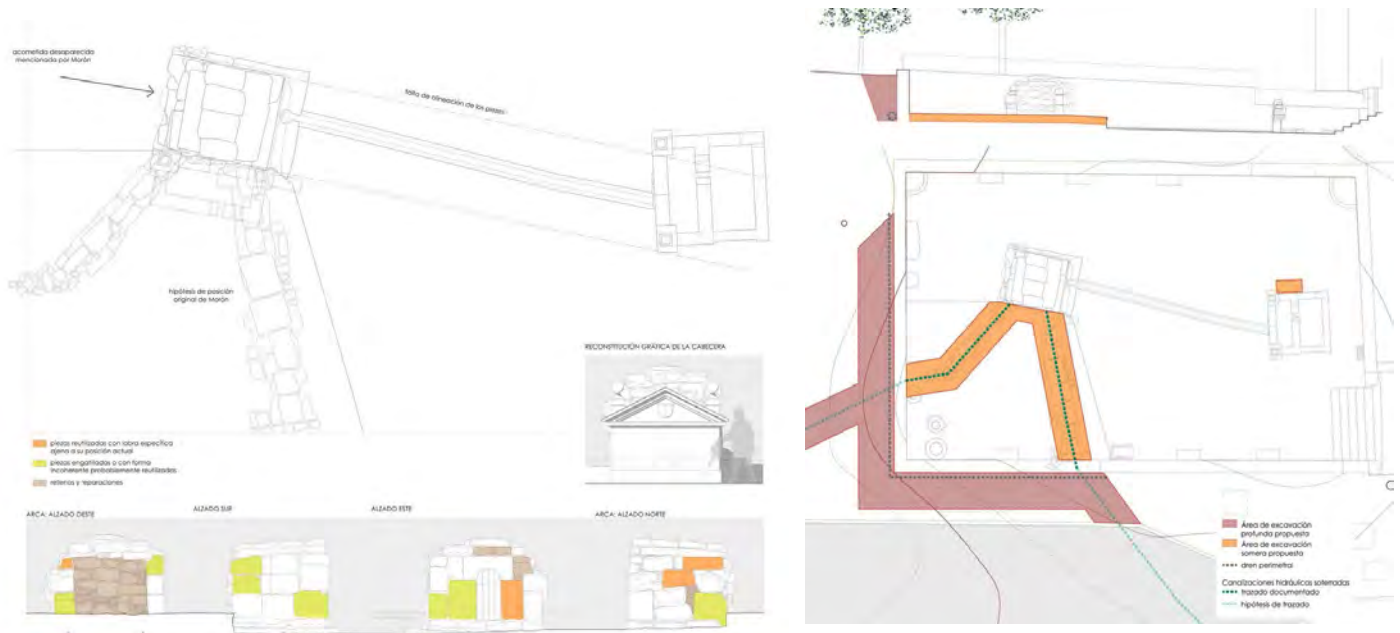 acometida desaparecida
mencionada por Morón
falta de alineación de las piezas
hipótesis de posición
original de Morón
RECONSTITUCIÓN GRÁFICA DE LA CABECERA
piezas reutilizadas con labra específica
ajena a su posición actual
piezas engatilladas o con forma
incoherente probablemente reutilizadas
rellenos y reparaciones
ARCA: ALZADO OESTE
ALZADO SUR
ALZADO ESTE
ARCA: ALZADO NORTE
Área de excavación
profunda propuesta
Área de excavación
somera propuesta
dren perimetral
Canalizaciones hidráulicas soterradas
trazado documentado
hipótesis de trazado